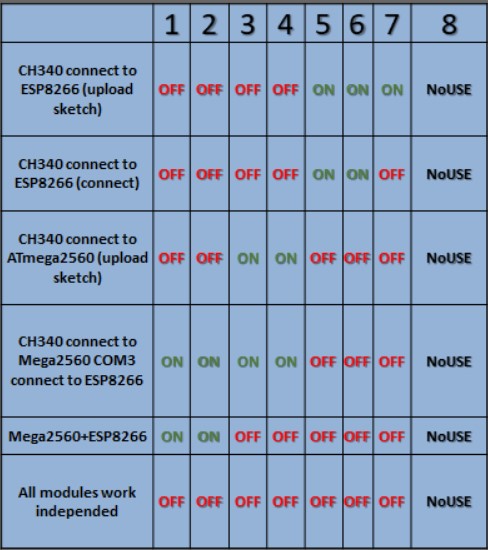 1 2 3 4 5 6 7 8
CH340 connect to
ESP8266 (upload
sketch)
OFF OFF OFF OFF ON ON ON NoUSE
CH340 connect to
ESP8266 (connect)
OFF OFF OFF OFF ON ON OFF NoUSE
CH340 connect to
ATmega2560 (upload
sketch)
OFF OFF ON ON OFF OFF OFF NoUSE
CH340 connect to
Mega2560 COM3
connect to ESP8266
ON ON ON ON OFF OFF OFF NoUSE
Mega2560+ESP8266
ON ON OFF OFF OFF OFF OFF NoUSE
All modules work
independed
OFF OFF OFF OFF OFF OFF OFF NoUSE